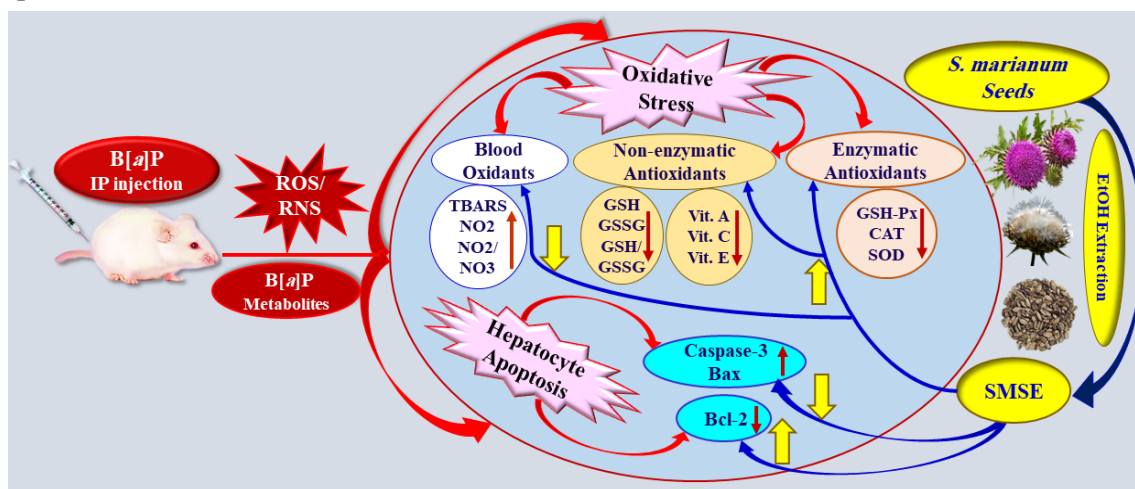 B[a]P
IP injection
ROS/
RNS
B[a]P
Metabolites
Oxidative
Stress
Blood
Oxidants
TBARS
NO2
NO2/
NO3
Non-enzymatic
Antioxidants
GSH
GSSG
GSH/
GSSG
Vit. A
Vit. C
Vit. E
Enzymatic
Antioxidants
GSH-Px
CAT
SOD
Hepatocyte
Apoptosis
Caspase-3
Bax
Bcl-2
S. marianum
Seeds
EtOH Extraction
SMSE